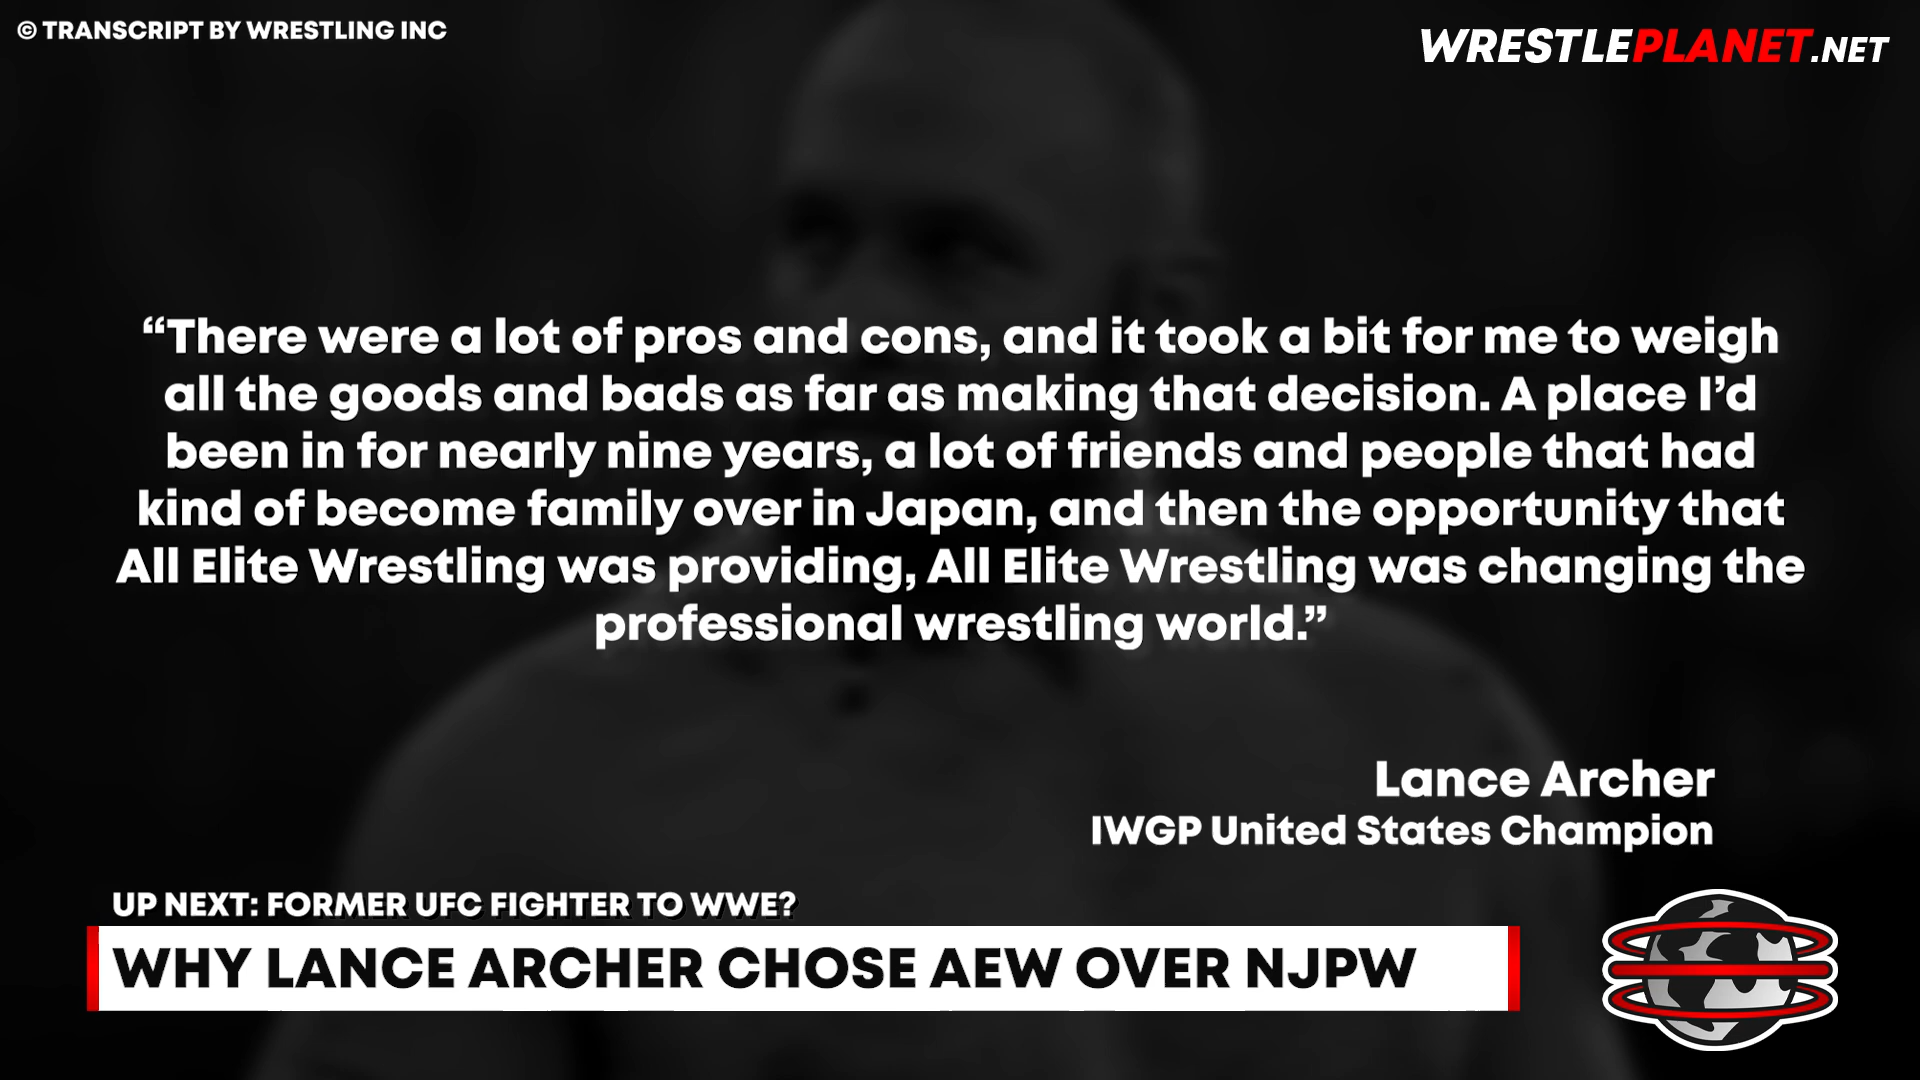 © TRANSCRIPT BY WRESTLING INC
WRESTLEPLANET.NET
“There were a lot of pros and cons, and it took a bit for me to weigh
all the goods and bads as far as making that decision. A place I’d
been in for nearly nine years, a lot of friends and people that had
kind of become family over in Japan, and then the opportunity that
All Elite Wrestling was providing, All Elite Wrestling was changing the
professional wrestling world.”
Lance Archer
IWGP United States Champion
UP NEXT: FORMER UFC FIGHTER TO WWE?
WHY LANCE ARCHER CHOSE AEW OVER NJPW